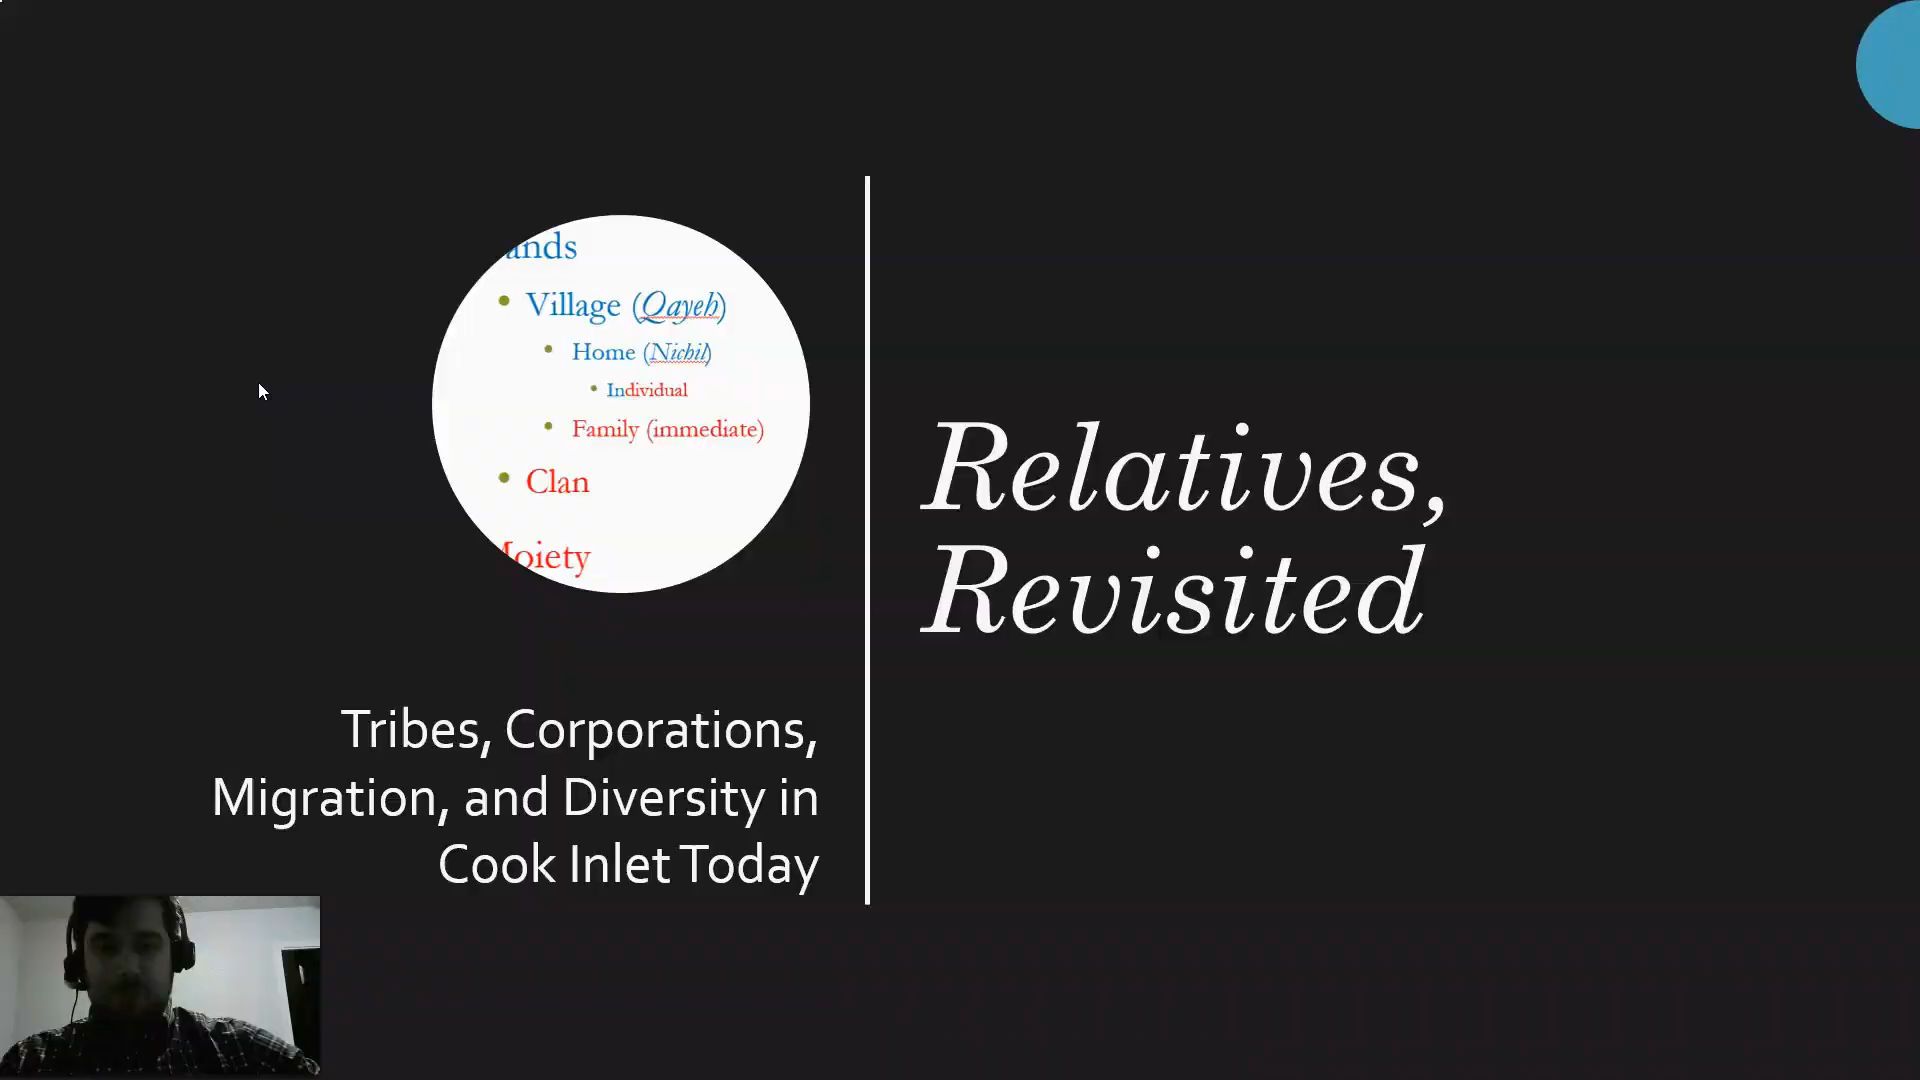 Village (Qayeh)
Home (Nichil)
Individual
Family (immediate)
Clan
Relatives,
Revisited
Tribes, Corporations,
Migration, and Diversity in
Cook Inlet Today